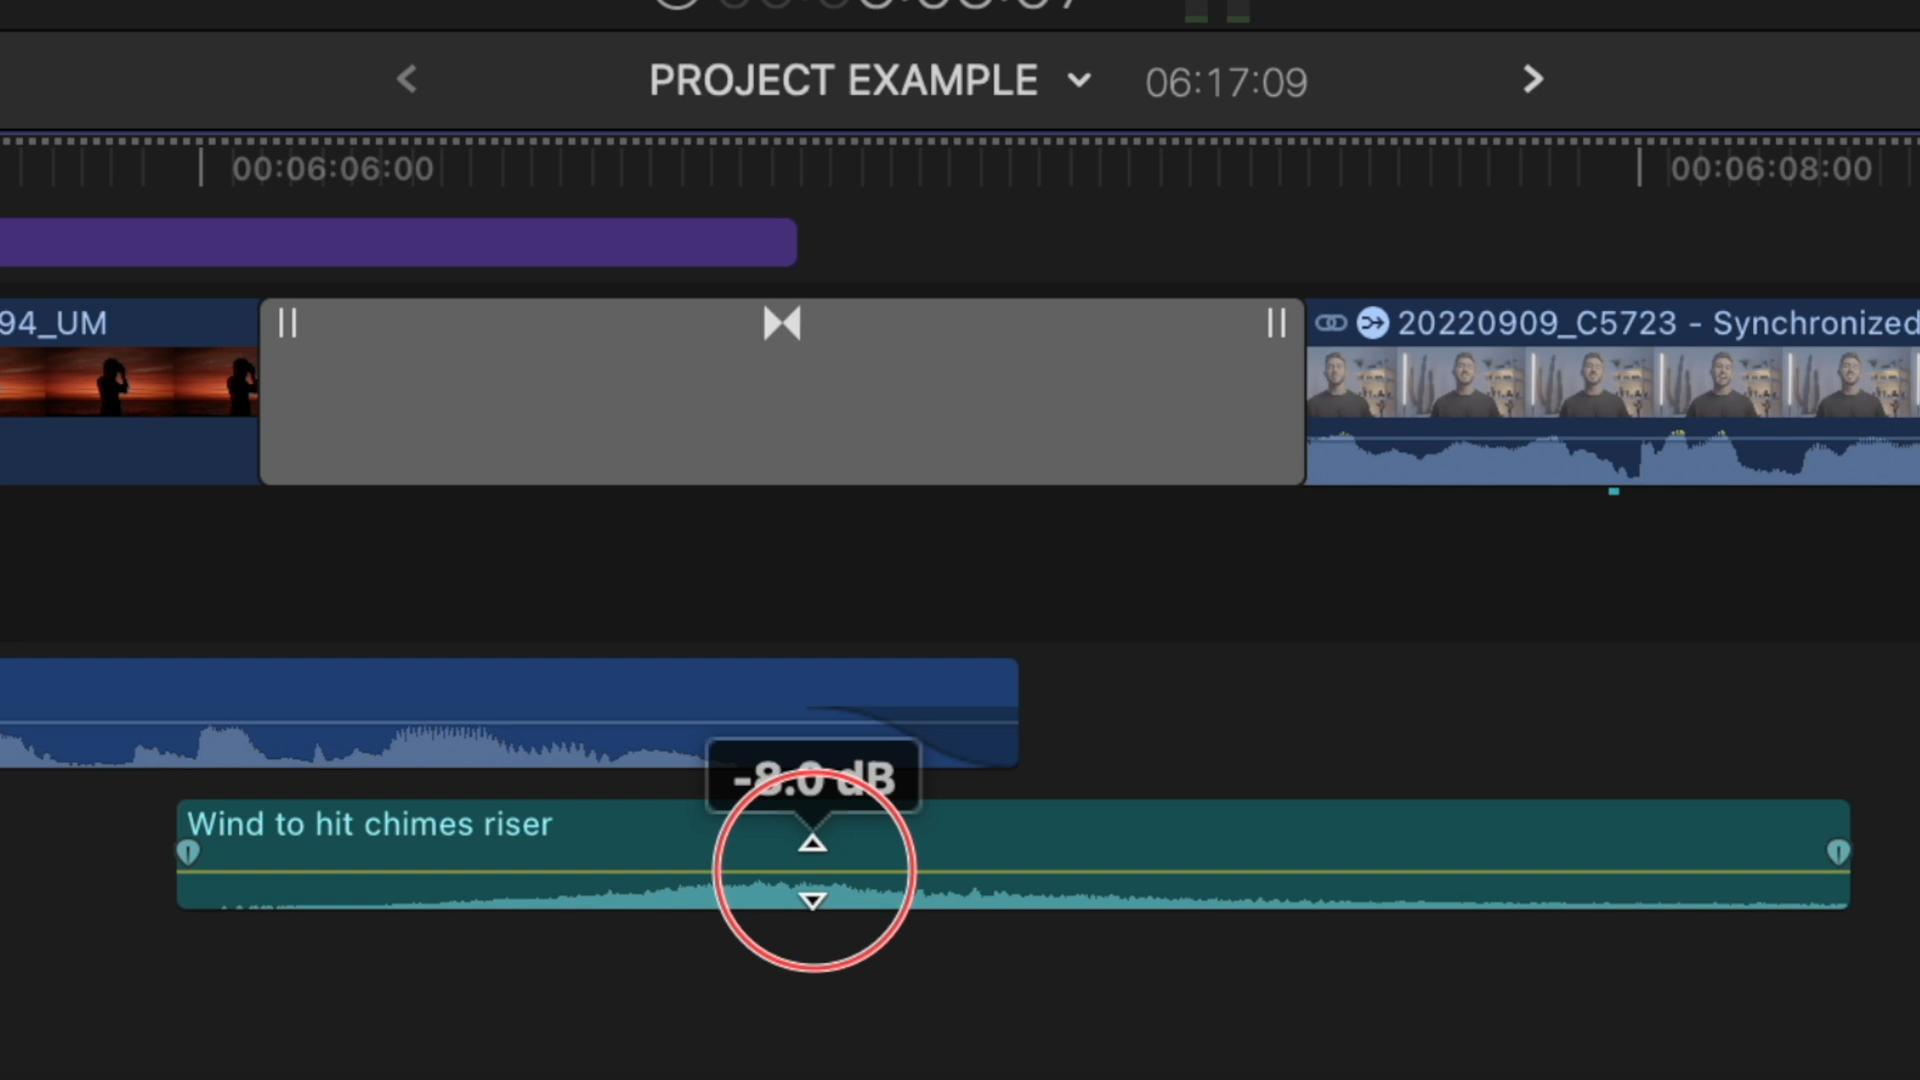 PROJECT EXAMPLE 06:17:09
00:06:06:00 00:06:08:00
94_UM
20220909_C5723 - Synchronized
-8.0 dB
Wind to hit chimes riser